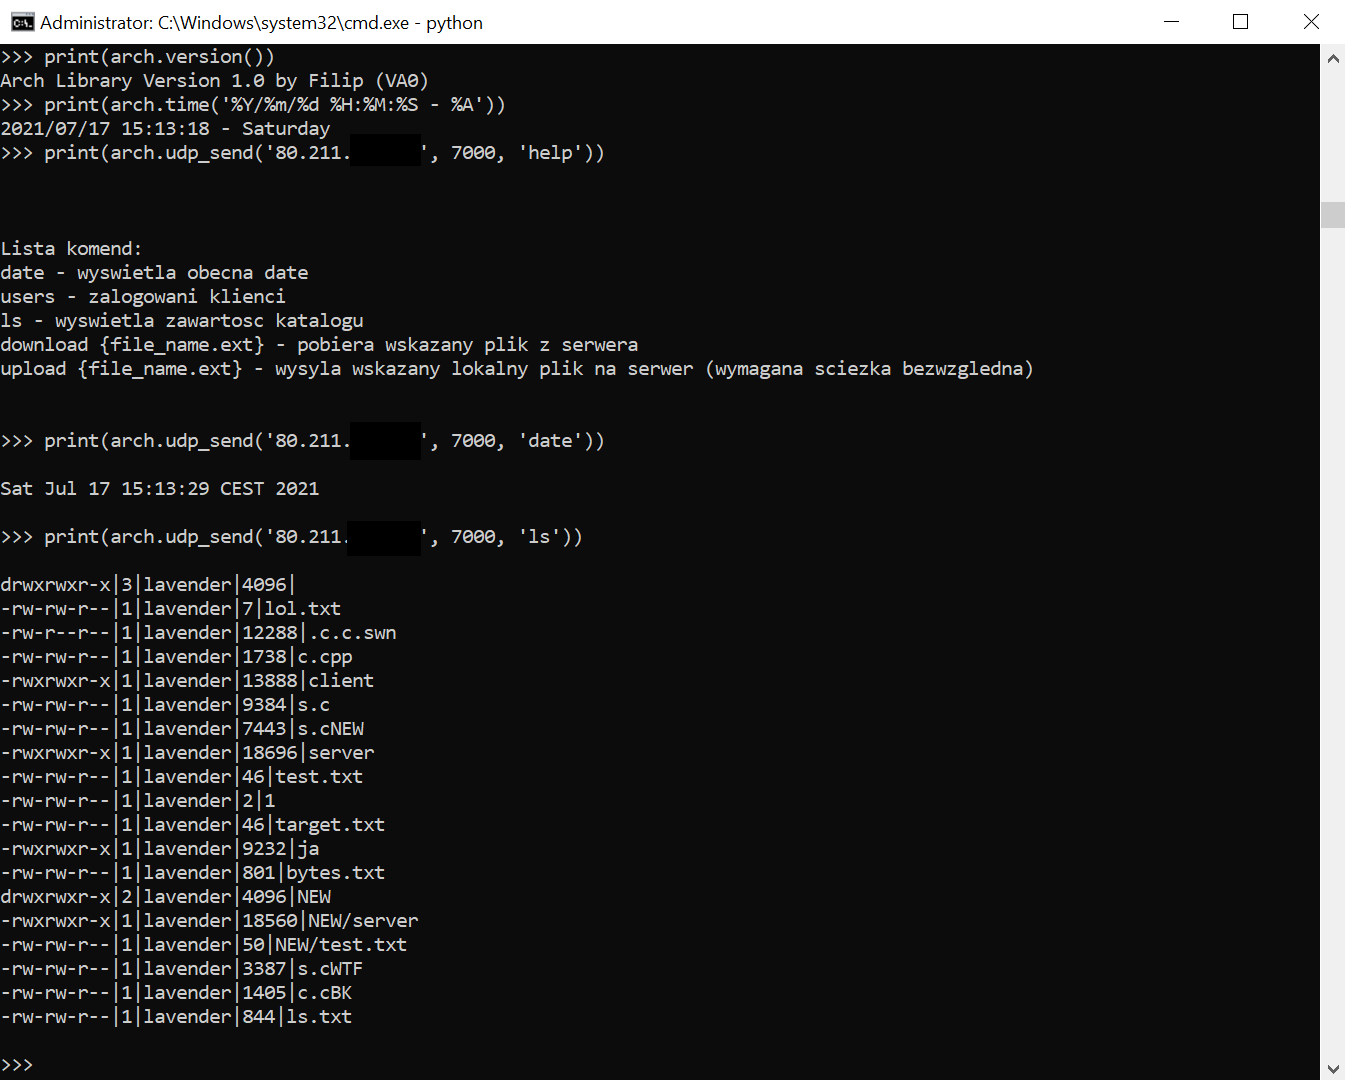 Administrator: C:\Windows\system32\cmd.exe - python
>>> print(arch.version())
Arch Library Version 1.0 by Filip (VA0)
>>> print(arch.time('%Y/%m/%d %H:%M:%S - %A'))
2021/07/17 15:13:18 - Saturday
>>> print(arch.udp_send('80.211. ', 7000, 'help'))
Lista komend:
date - wyswietla obecna date
users - zalogowani klienci
ls - wyswietla zawartosc katalogu
download {file_name.ext} - pobiera wskazany plik z serwera
upload {file_name.ext} - wysyla wskazany lokalny plik na serwer (wymagana sciezka bezwzgledna)
>>> print(arch.udp_send('80.211. ', 7000, 'date'))
Sat Jul 17 15:13:29 CEST 2021
>>> print(arch.udp_send('80.211. ', 7000, 'ls'))
drwxrwxr-x|3|lavender|4096|
-rw-rw-r--|1|lavender|7|lol.txt
-rw-r--r--|1|lavender|12288|.c.c.swn
-rw-rw-r--|1|lavender|1738|c.cpp
-rwxrwxr-x|1|lavender|13888|client
-rw-rw-r--|1|lavender|9384|s.c
-rw-rw-r--|1|lavender|7443|s.cNEW
-rwxrwxr-x|1|lavender|18696|server
-rw-rw-r--|1|lavender|46|test.txt
-rw-rw-r--|1|lavender|2|1
-rw-rw-r--|1|lavender|46|target.txt
-rwxrwxr-x|1|lavender|9232|ja
-rw-rw-r--|1|lavender|801|bytes.txt
drwxrwxr-x|2|lavender|4096|NEW
-rwxrwxr-x|1|lavender|18560|NEW/server
-rw-rw-r--|1|lavender|50|NEW/test.txt
-rw-rw-r--|1|lavender|3387|s.cWTF
-rw-rw-r--|1|lavender|1405|c.cBK
-rw-rw-r--|1|lavender|844|ls.txt
>>>